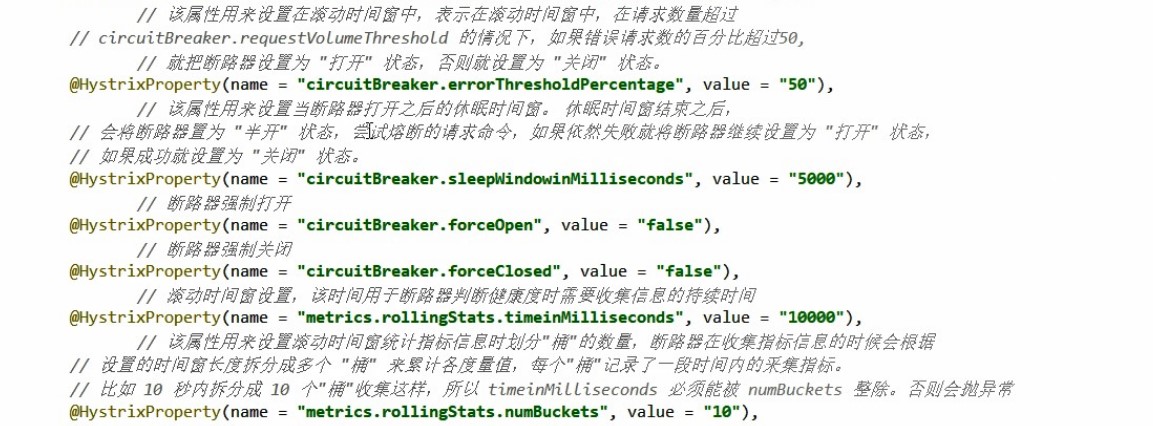 // 该属性用来设置在滚动时间窗中，表示在滚动时间窗中，在请求数量超过
// circuitBreaker.requestVolumeThreshold 的情况下，如果错误请求数的百分比超过50,
// 就把断路器设置为 "打开" 状态，否则就设置为 "关闭" 状态。
@HystrixProperty(name = "circuitBreaker.errorThresholdPercentage", value = "50"),
// 该属性用来设置当断路器打开之后的休眠时间窗。 休眠时间窗结束之后，
// 会将断路器置为 "半开" 状态，尝试熔断的请求命令，如果依然失败就将断路器继续设置为 "打开" 状态，
// 如果成功就设置为 "关闭" 状态。
@HystrixProperty(name = "circuitBreaker.sleepWindowinMilliseconds", value = "5000"),
// 断路器强制打开
@HystrixProperty(name = "circuitBreaker.forceOpen", value = "false"),
// 断路器强制关闭
@HystrixProperty(name = "circuitBreaker.forceClosed", value = "false"),
// 滚动时间窗设置，该时间用于断路器判断健康度时需要收集信息的持续时间
@HystrixProperty(name = "metrics.rollingStats.timeinMilliseconds", value = "10000"),
// 该属性用来设置滚动时间窗统计指标信息时划分"桶"的数量，断路器在收集指标信息的时候会根据
// 设置的时间窗长度拆分成多个 "桶" 来累计各度量值，每个"桶"记录了一段时间内的采集指标。
// 比如 10 秒内拆分成 10 个"桶"收集这样，所以 timeinMilliseconds 必须能被 numBuckets 整除。否则会抛异常
@HystrixProperty(name = "metrics.rollingStats.numBuckets", value = "10"),